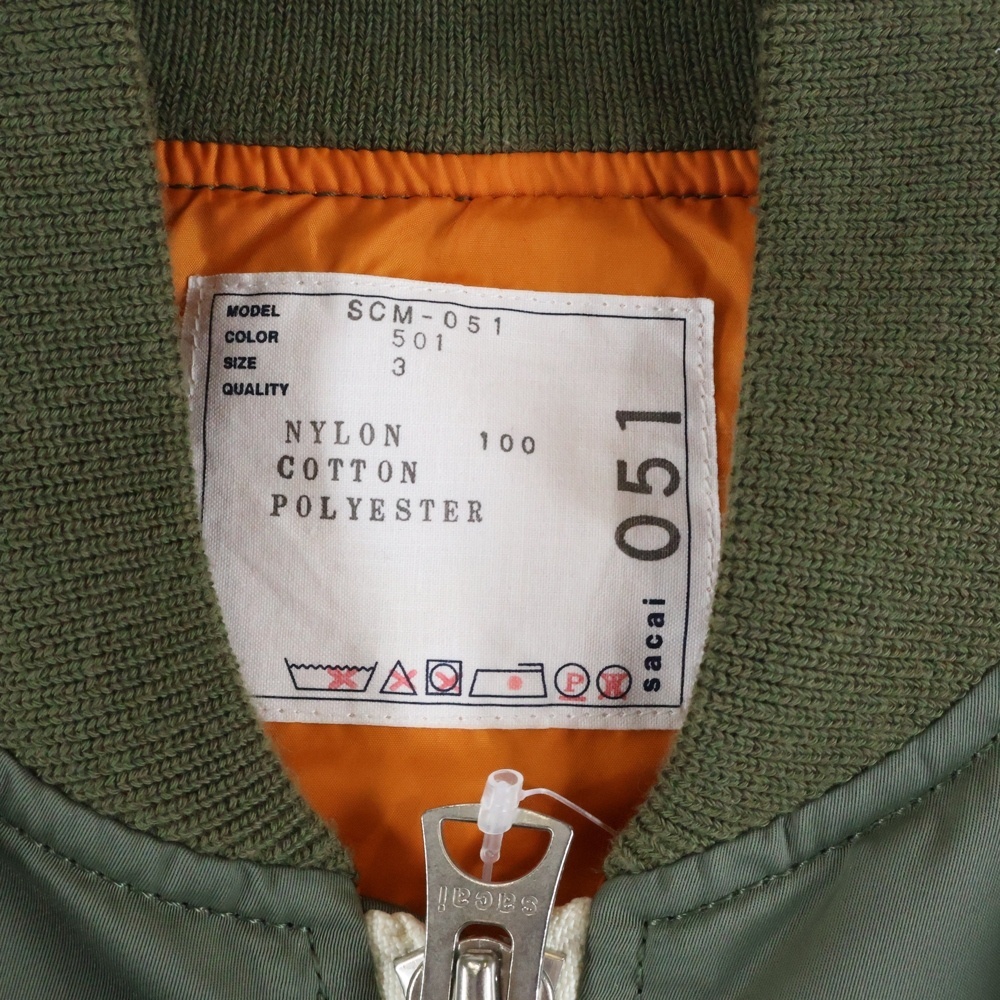 MODEL SCM-051
COLOR 501
SIZE 3
QUALITY
NYLON 100
COTTON
POLYESTER
051
sacai
P
W
sacai